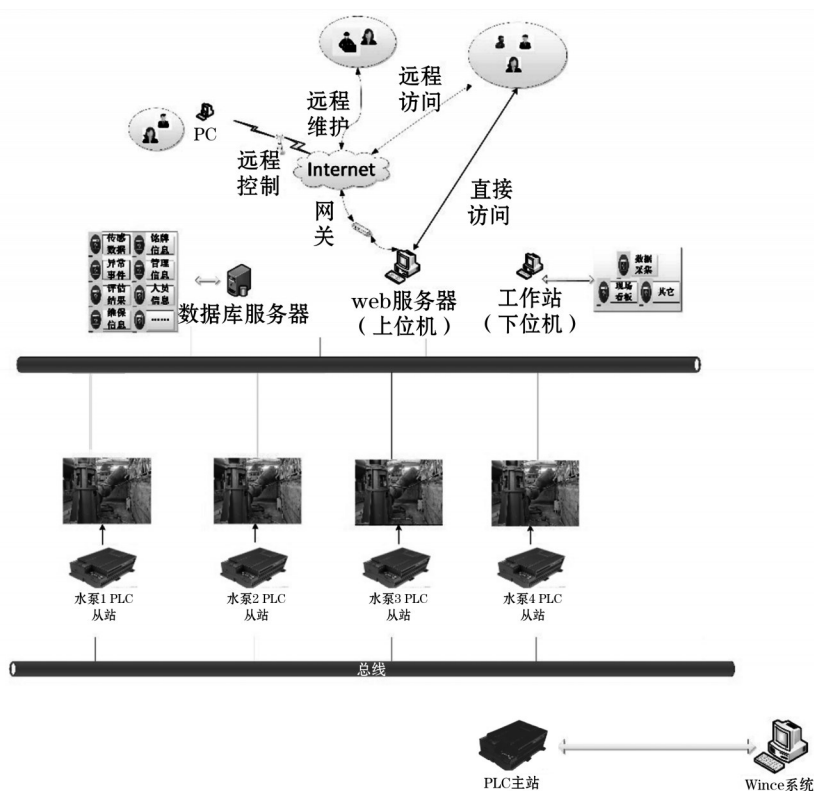 远程
维护
远程
访问
PC
远程
控制
Internet
网
关
直接
访问
传感
数据
铭牌
信息
异常
事件
管理
信息
评估
结果
人员
信息
维保
信息
……
数据库服务器
web服务器
（上位机）
工作站
（下位机）
数据
采集
现场
看板
其它
水泵1 PLC
从站
水泵2 PLC
从站
水泵3 PLC
从站
水泵4 PLC
从站
总线
PLC主站
Wince系统